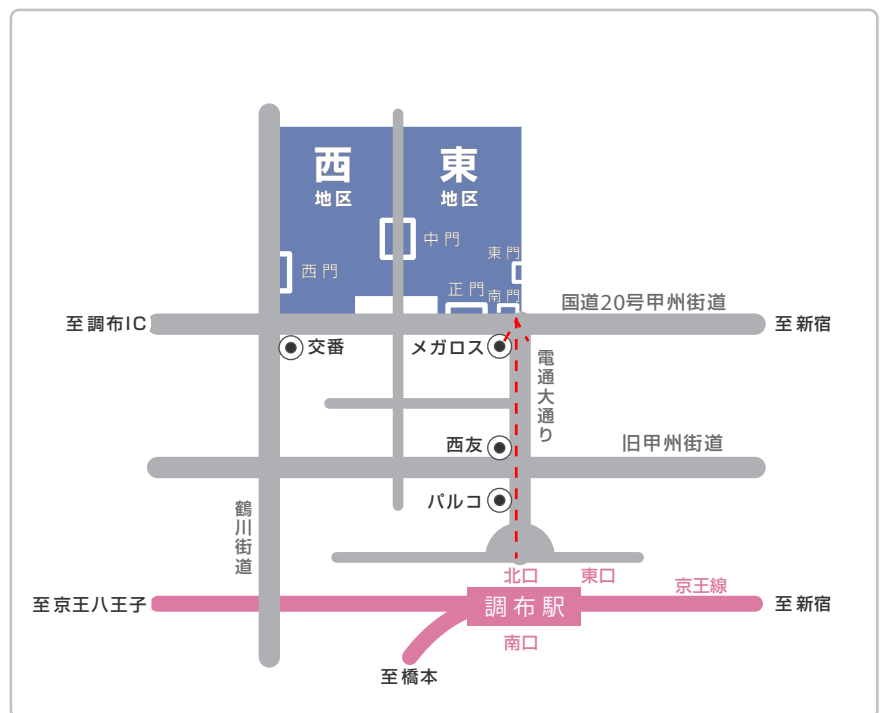 西
地区
東
地区
中門
東門
西門
正門
南門
国道20号甲州街道
至調布IC
至新宿
交番
メガロス
電通大通り
西友
旧甲州街道
パルコ
鶴川街道
北口
東口
京王線
至京王八王子
調布駅
至新宿
南口
至橋本